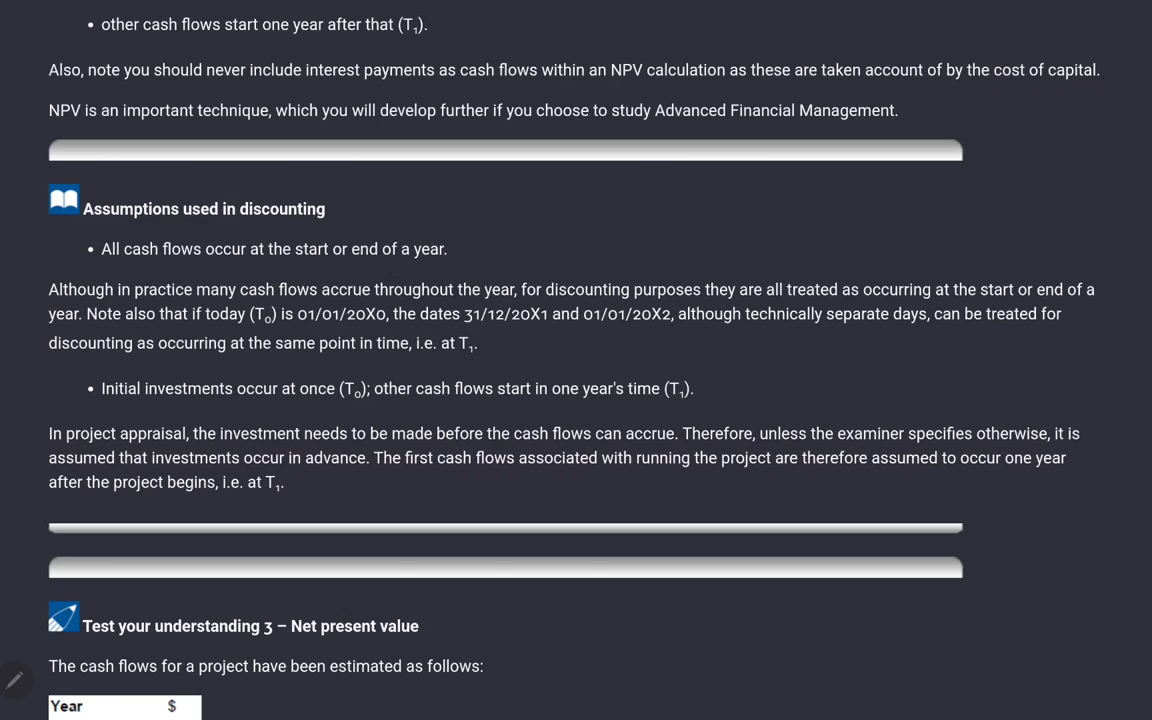 • other cash flows start one year after that (T₁).
Also, note you should never include interest payments as cash flows within an NPV calculation as these are taken account of by the cost of capital.
NPV is an important technique, which you will develop further if you choose to study Advanced Financial Management.
Assumptions used in discounting
• All cash flows occur at the start or end of a year.
Although in practice many cash flows accrue throughout the year, for discounting purposes they are all treated as occurring at the start or end of a
year. Note also that if today (T₀) is 01/01/20X0, the dates 31/12/20X1 and 01/01/20X2, although technically separate days, can be treated for
discounting as occurring at the same point in time, i.e. at T₁.
• Initial investments occur at once (T₀); other cash flows start in one year's time (T₁).
In project appraisal, the investment needs to be made before the cash flows can accrue. Therefore, unless the examiner specifies otherwise, it is
assumed that investments occur in advance. The first cash flows associated with running the project are therefore assumed to occur one year
after the project begins, i.e. at T₁.
Test your understanding 3 – Net present value
The cash flows for a project have been estimated as follows:
Year $